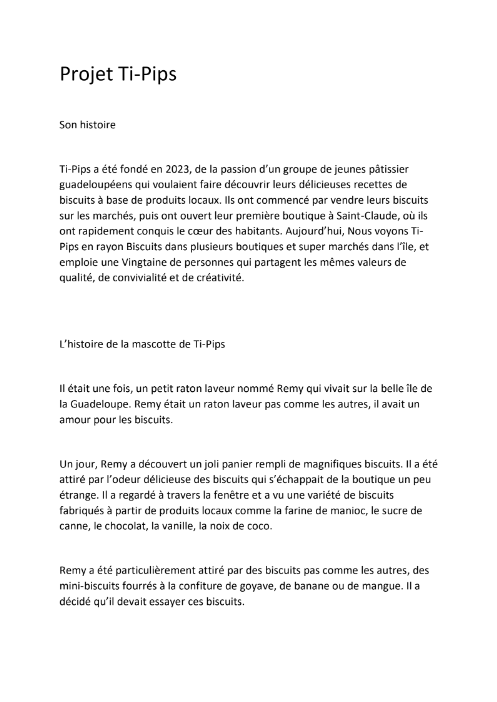 Projet Ti-Pips
Son histoire
Ti-Pips a été fondé en 2023, de la passion d'un groupe de jeunes pâtissier
guadeloupéens qui voulaient faire découvrir leurs délicieuses recettes de
biscuits à base de produits locaux. Ils ont commencé par vendre leurs biscuits
sur les marchés, puis ont ouvert leur première boutique à Saint-Claude, où ils
ont rapidement conquis le cœur des habitants. Aujourd'hui, Nous voyons Ti-
Pips en rayon Biscuits dans plusieurs boutiques et super marchés dans l'île, et
emploie une Vingtaine de personnes qui partagent les mêmes valeurs de
qualité, de convivialité et de créativité.
L'histoire de la mascotte de Ti-Pips
Il était une fois, un petit raton laveur nommé Remy qui vivait sur la belle île de
la Guadeloupe. Remy était un raton laveur pas comme les autres, il avait un
amour pour les biscuits.
Un jour, Remy a découvert un joli panier rempli de magnifiques biscuits. Il a été
attiré par l'odeur délicieuse des biscuits qui s'échappait de la boutique un peu
étrange. Il a regardé à travers la fenêtre et a vu une variété de biscuits
fabriqués à partir de produits locaux comme la farine de manioc, le sucre de
canne, le chocolat, la vanille, la noix de coco.
Remy a été particulièrement attiré par des biscuits pas comme les autres, des
mini-biscuits fourrés à la confiture de goyave, de banane ou de mangue. Il a
décidé qu'il devait essayer ces biscuits.